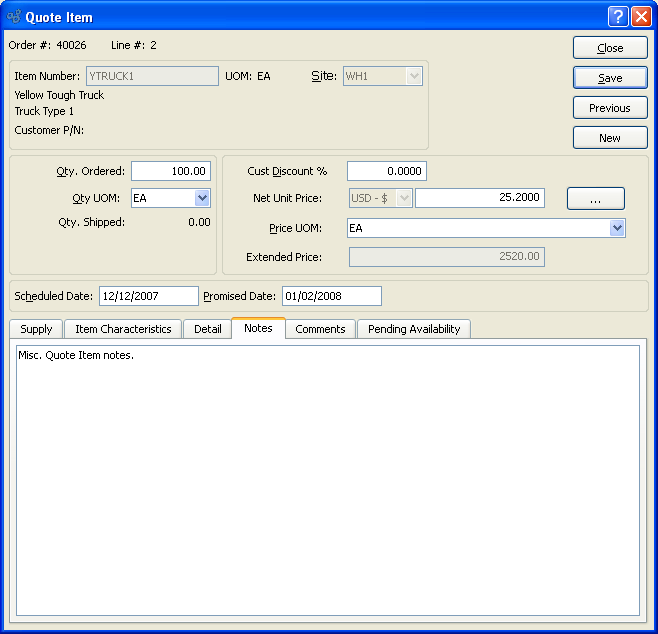 Quote Item
Order #: 40026 Line #: 2
Close
Item Number: YTRUCK1 UOM: EA Site: WH1
Save
Yellow Tough Truck
Truck Type 1
Previous
Customer P/N:
New
Qty. Ordered: 100.00
Qty UOM: EA
Qty. Shipped: 0.00
Cust Discount % 0.0000
Net Unit Price: USD - $ 25.2000 ...
Price UOM: EA
Extended Price: 2520.00
Scheduled Date: 12/12/2007 Promised Date: 01/02/2008
Supply Item Characteristics Detail Notes Comments Pending Availability
Misc. Quote Item notes.